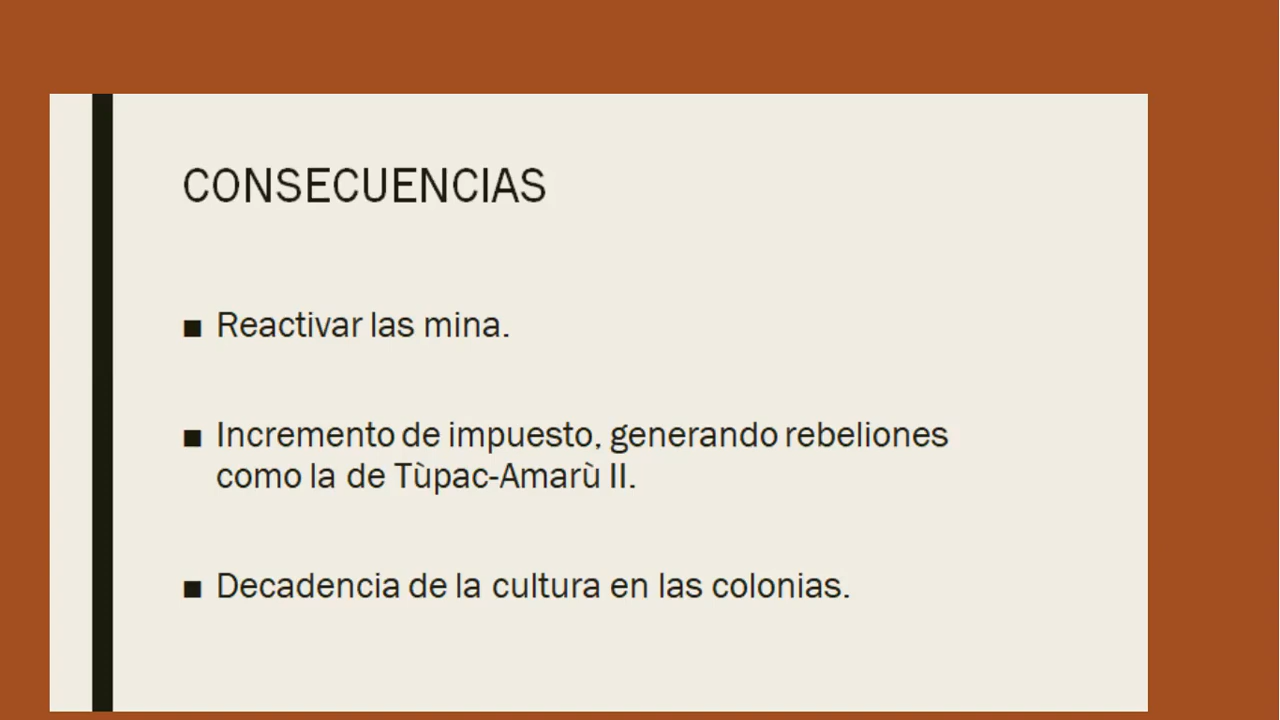 CONSECUENCIAS
■ Reactivar las mina.
■ Incremento de impuesto, generando rebeliones
como la de Tùpac-Amarù II.
■ Decadencia de la cultura en las colonias.